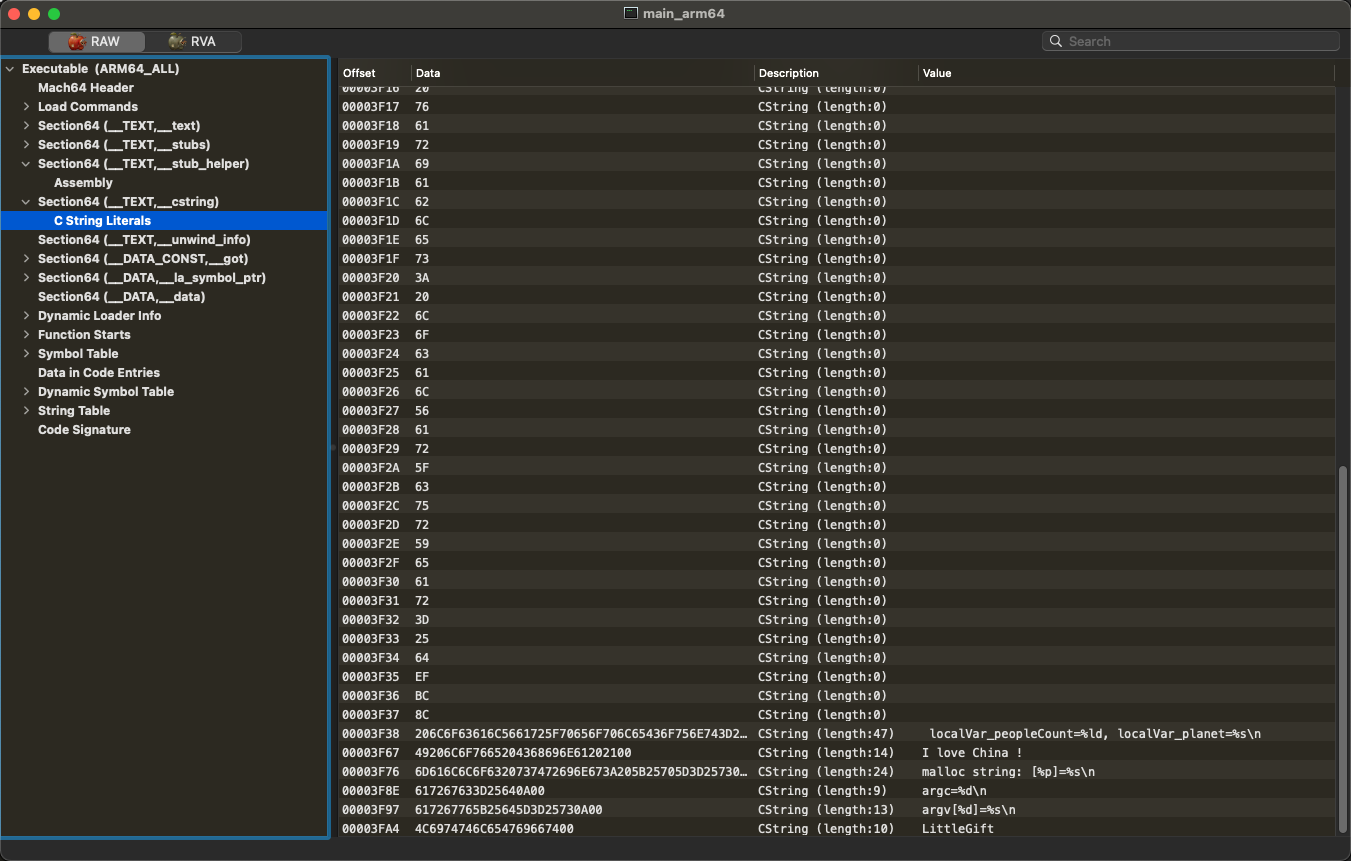 main_arm64
RAW RVA Search
Executable (ARM64_ALL)
Mach64 Header
Load Commands
Section64 (__TEXT,__text)
Section64 (__TEXT,__stubs)
Section64 (__TEXT,__stub_helper)
Assembly
Section64 (__TEXT,__cstring)
C String Literals
Section64 (__TEXT,__unwind_info)
Section64 (__DATA_CONST,__got)
Section64 (__DATA,__la_symbol_ptr)
Section64 (__DATA,__data)
Dynamic Loader Info
Function Starts
Symbol Table
Data in Code Entries
Dynamic Symbol Table
String Table
Code Signature
Offset Data Description Value
00003F16 20 CString (length:0)
00003F17 76 CString (length:0)
00003F18 61 CString (length:0)
00003F19 72 CString (length:0)
00003F1A 69 CString (length:0)
00003F1B 61 CString (length:0)
00003F1C 62 CString (length:0)
00003F1D 6C CString (length:0)
00003F1E 65 CString (length:0)
00003F1F 73 CString (length:0)
00003F20 3A CString (length:0)
00003F21 20 CString (length:0)
00003F22 6C CString (length:0)
00003F23 6F CString (length:0)
00003F24 63 CString (length:0)
00003F25 61 CString (length:0)
00003F26 6C CString (length:0)
00003F27 56 CString (length:0)
00003F28 61 CString (length:0)
00003F29 72 CString (length:0)
00003F2A 5F CString (length:0)
00003F2B 63 CString (length:0)
00003F2C 75 CString (length:0)
00003F2D 72 CString (length:0)
00003F2E 59 CString (length:0)
00003F2F 65 CString (length:0)
00003F30 61 CString (length:0)
00003F31 72 CString (length:0)
00003F32 3D CString (length:0)
00003F33 25 CString (length:0)
00003F34 64 CString (length:0)
00003F35 EF CString (length:0)
00003F36 BC CString (length:0)
00003F37 8C CString (length:0)
00003F38 206C6F63616C5661725F70656F706C65436F756E743D2… CString (length:47) localVar_peopleCount=%ld, localVar_planet=%s\n
00003F67 49206C6F7665204368696E61202100 CString (length:14) I love China !
00003F76 6D616C6C6F6320737472696E673A205B25705D3D25730… CString (length:24) malloc string: [%p]=%s\n
00003F8E 617267633D25640A00 CString (length:9) argc=%d\n
00003F97 617267765B25645D3D25730A00 CString (length:13) argv[%d]=%s\n
00003FA4 4C6974746C654769667400 CString (length:10) LittleGift